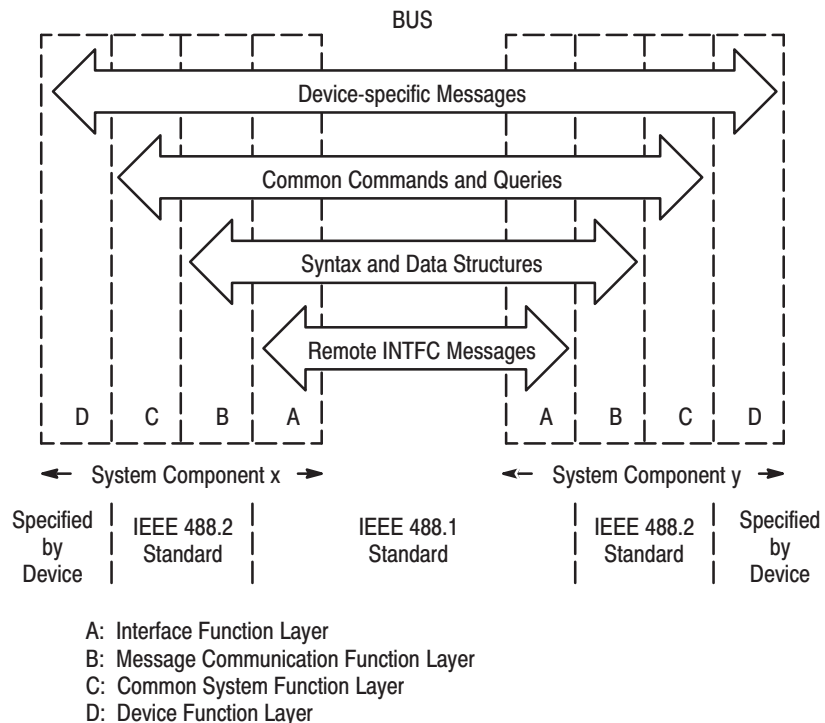 BUS
Device-specific Messages
Common Commands and Queries
Syntax and Data Structures
Remote INTFC Messages
D C B A A B C D
System Component x System Component y
Specified by Device
IEEE 488.2 Standard
IEEE 488.1 Standard
IEEE 488.2 Standard
Specified by Device
A: Interface Function Layer
B: Message Communication Function Layer
C: Common System Function Layer
D: Device Function Layer